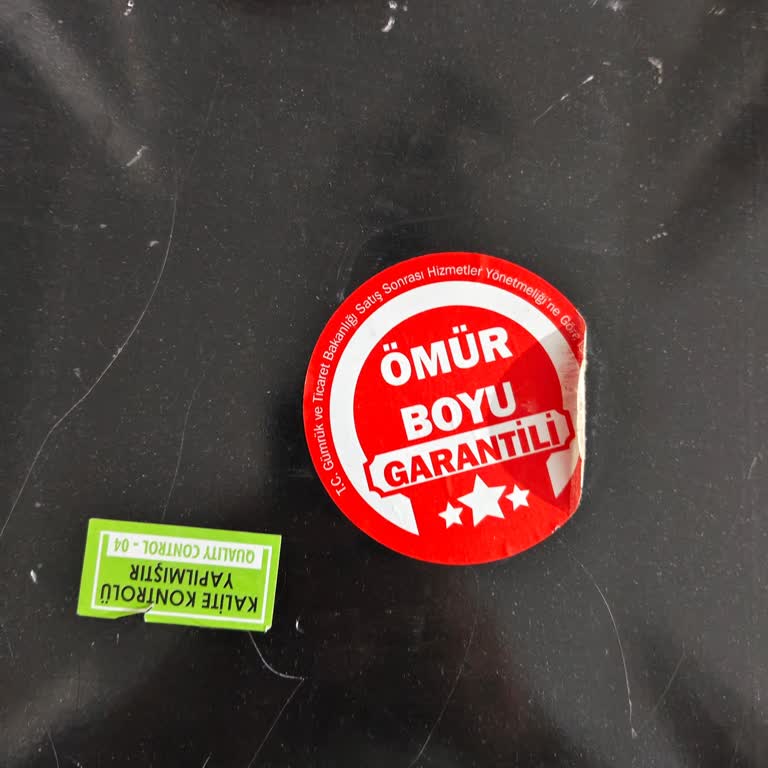 T.C. Gümrük ve Ticaret Bakanlığı Satış Sonrası Hizmetler Yönetmeliği'ne Göre
ÖMÜR
BOYU
GARANTİLİ
KALİTE KONTROLÜ
YAPILMIŞTIR
QUALITY CONTROL - 04